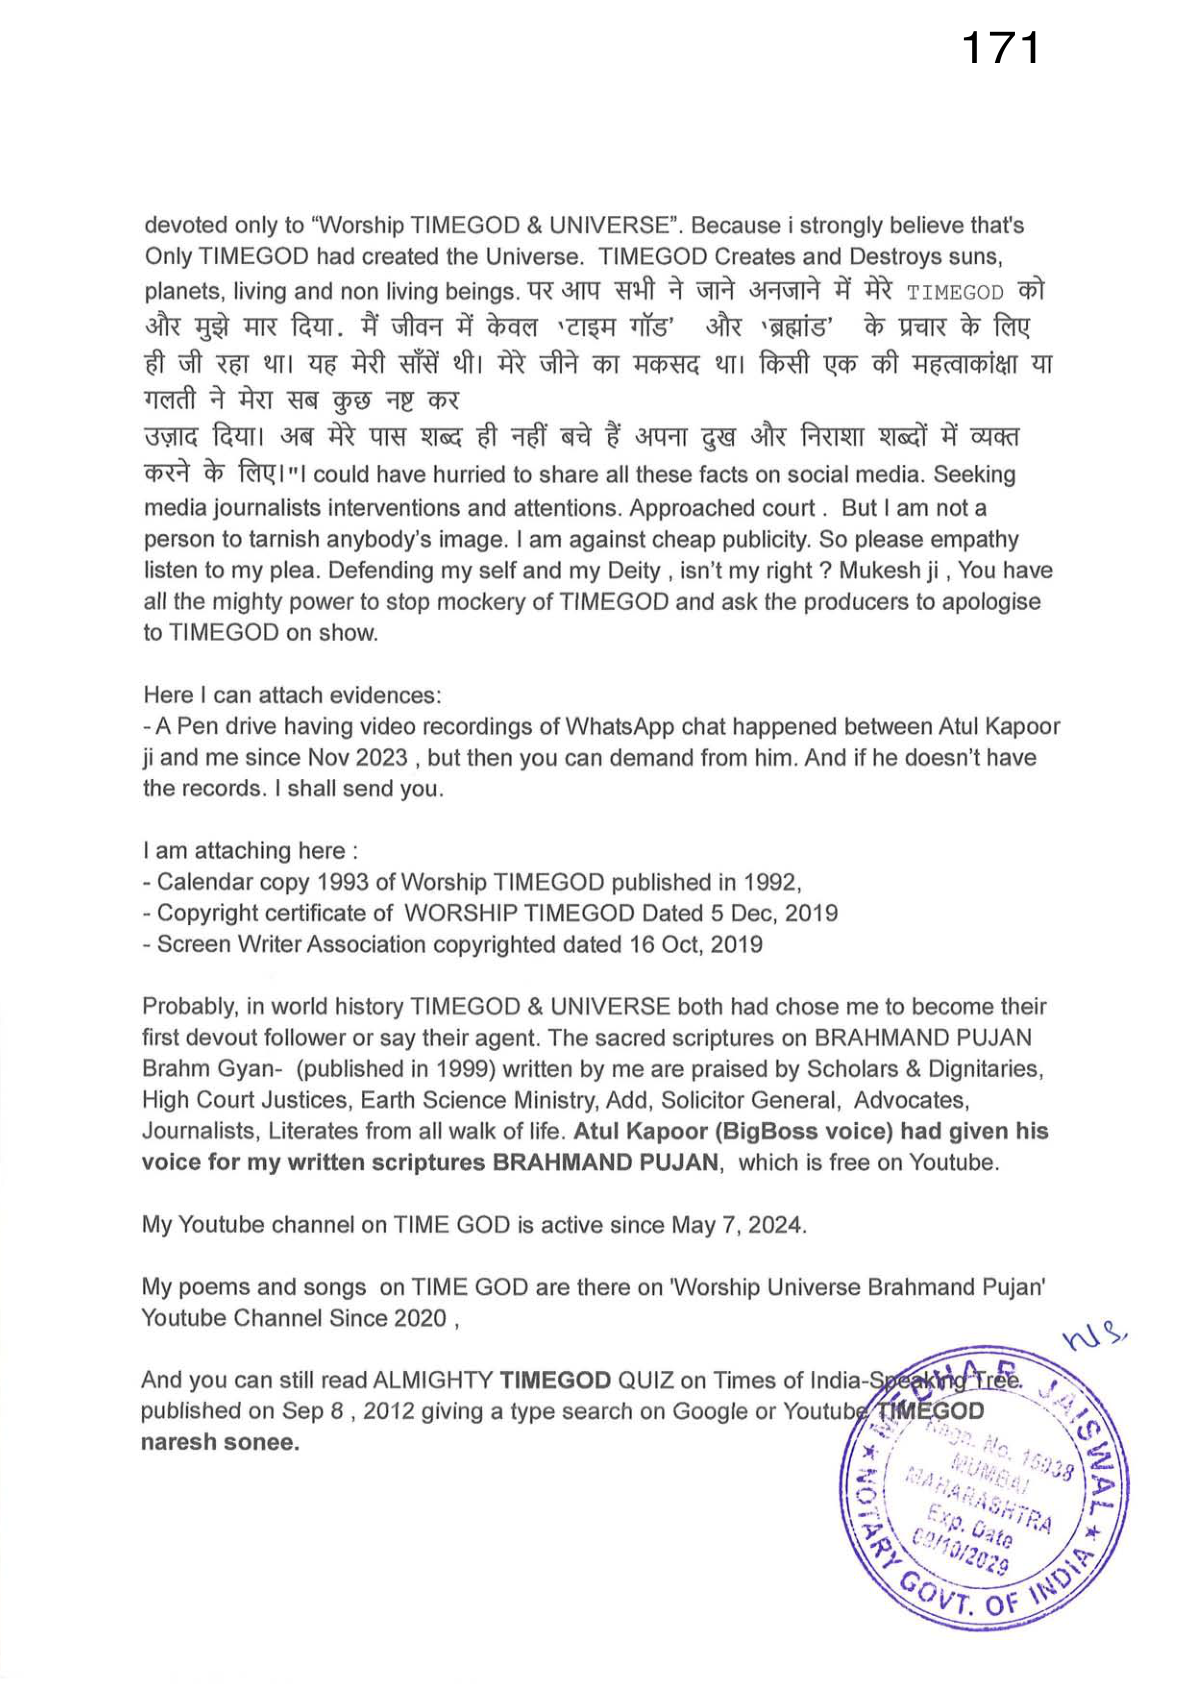 171
devoted only to “Worship TIMEGOD & UNIVERSE”. Because i strongly believe that's
Only TIMEGOD had created the Universe.  TIMEGOD Creates and Destroys suns,
planets, living and non living beings. पर आप सभी ने जाने अनजाने में मेरे TIMEGOD को
और मुझे मार दिया. मैं जीवन में केवल 'टाइम गॉड' और 'ब्रह्मांड' के प्रचार के लिए
ही जी रहा था। यह मेरी साँसें थी। मेरे जीने का मकसद था। किसी एक की महत्वाकांक्षा या
गलती ने मेरा सब कुछ नष्ट कर
उज़ाद दिया। अब मेरे पास शब्द ही नहीं बचे हैं अपना दुख और निराशा शब्दों में व्यक्त
करने के लिए।"I could have hurried to share all these facts on social media. Seeking
media journalists interventions and attentions. Approached court .  But I am not a
person to tarnish anybody’s image. I am against cheap publicity. So please empathy
listen to my plea. Defending my self and my Deity , isn’t my right ? Mukesh ji , You have
all the mighty power to stop mockery of TIMEGOD and ask the producers to apologise
to TIMEGOD on show.
Here I can attach evidences:
- A Pen drive having video recordings of WhatsApp chat happened between Atul Kapoor
ji and me since Nov 2023 , but then you can demand from him. And if he doesn’t have
the records. I shall send you.
I am attaching here :
- Calendar copy 1993 of Worship TIMEGOD published in 1992,
- Copyright certificate of  WORSHIP TIMEGOD Dated 5 Dec, 2019
- Screen Writer Association copyrighted dated 16 Oct, 2019
Probably, in world history TIMEGOD & UNIVERSE both had chose me to become their
first devout follower or say their agent. The sacred scriptures on BRAHMAND PUJAN
Brahm Gyan-  (published in 1999) written by me are praised by Scholars & Dignitaries,
High Court Justices, Earth Science Ministry, Add, Solicitor General,  Advocates,
Journalists, Literates from all walk of life. Atul Kapoor (BigBoss voice) had given his
voice for my written scriptures BRAHMAND PUJAN,  which is free on Youtube.
My Youtube channel on TIME GOD is active since May 7, 2024.
My poems and songs  on TIME GOD are there on 'Worship Universe Brahmand Pujan'
Youtube Channel Since 2020 ,
And you can still read ALMIGHTY TIMEGOD QUIZ on Times of India-Speaking Tree.
published on Sep 8 , 2012 giving a type search on Google or Youtube TIMEGOD
naresh sonee.
MEDHA B. JAISWAL
Regn. No. 16038
MUMBAI
MAHARASHTRA
Exp. Date
09/10/2029
★ NOTARY GOVT. OF INDIA ★